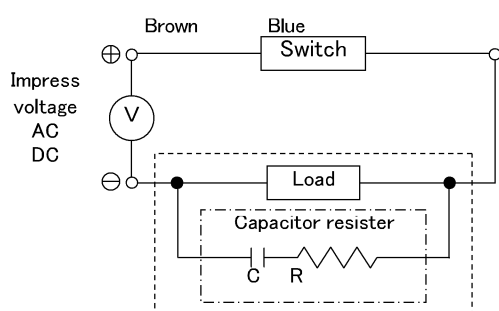 Brown
Blue
⊕
Switch
Impress
voltage
AC
DC
V
⊖
Load
Capacitor resister
C
R